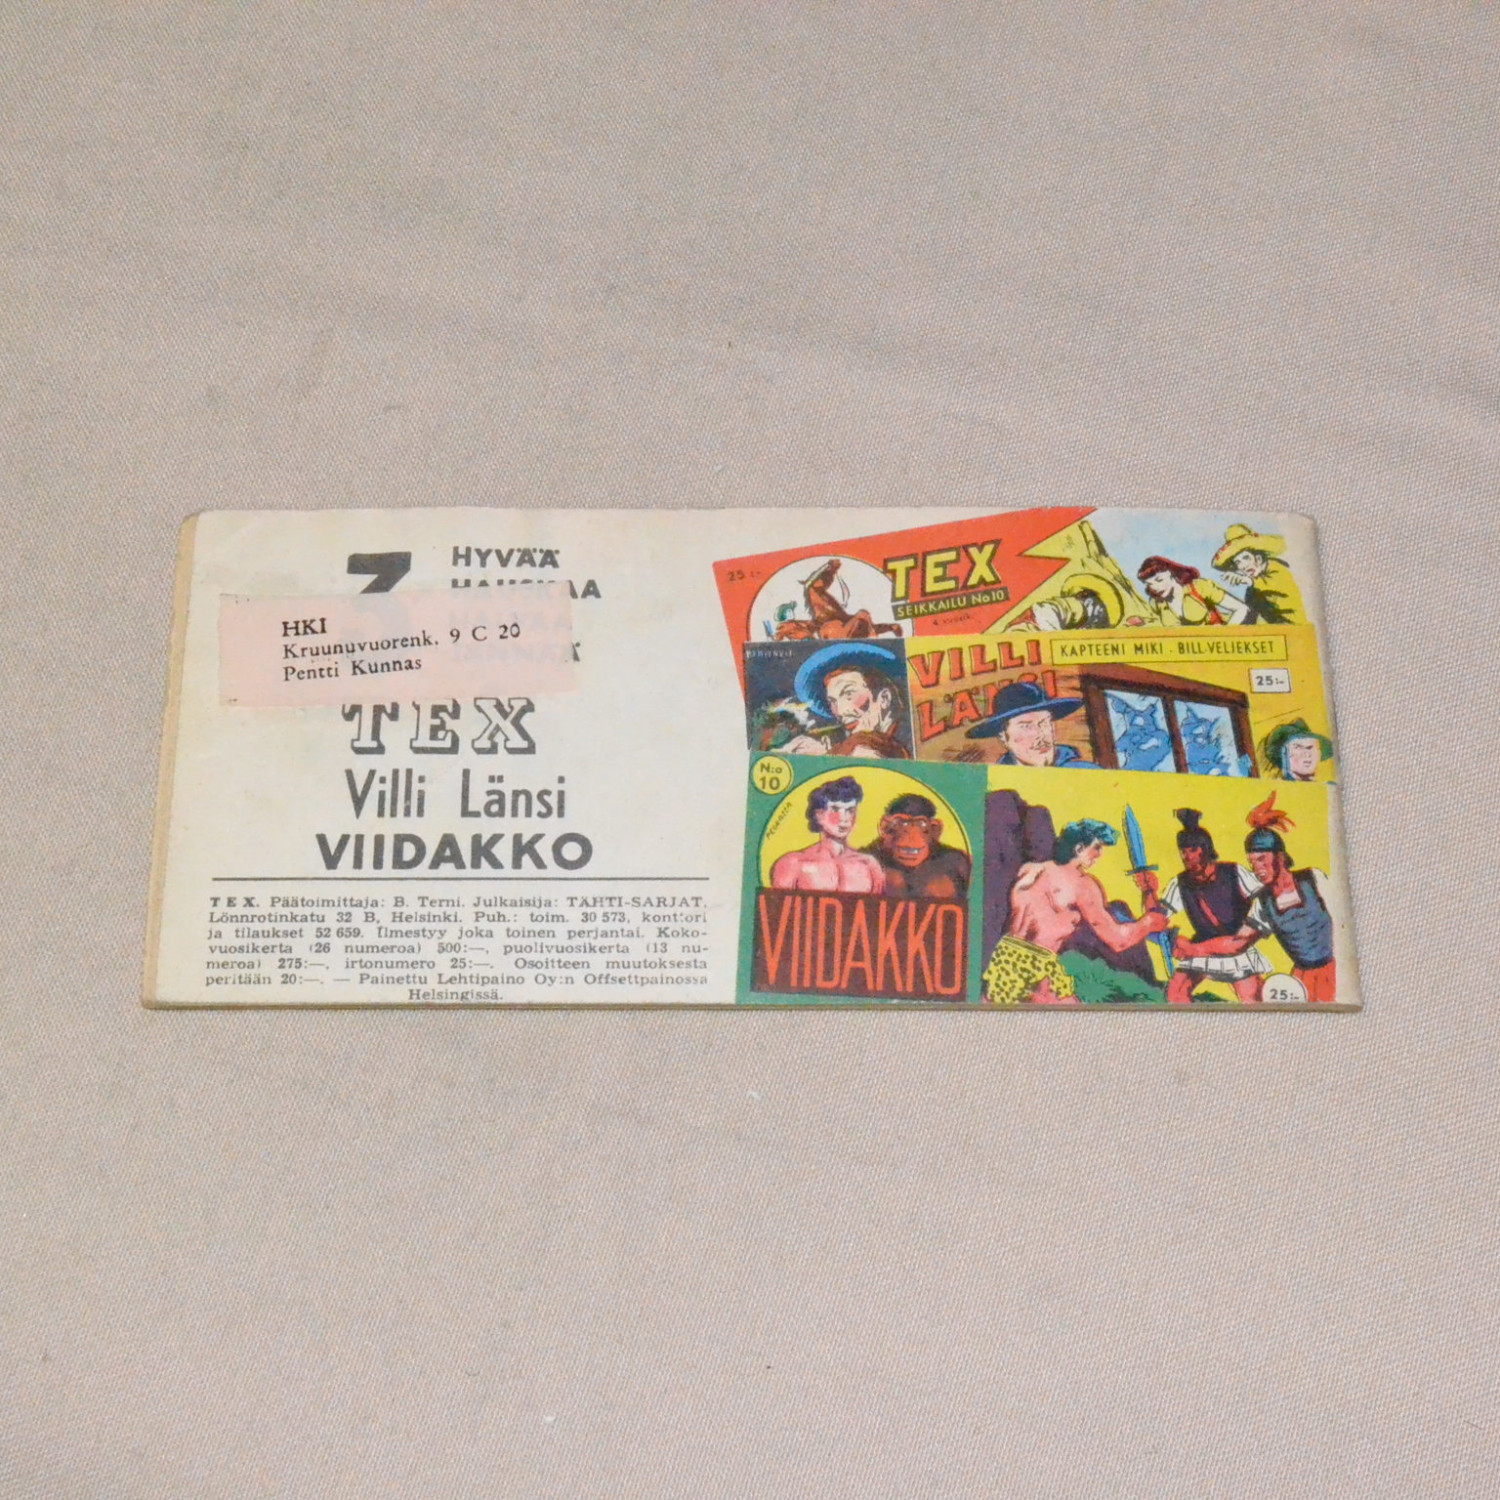 3
HYVÄÄ
HKI
Kruunuvuorenk. 9 C 20
Pentti Kunnas
TEX
Villi Länsi
VIIDAKKO
TEX. Päätoimittaja: B. Terni. Julkaisija: TÄHTI-SARJAT,
Lönnrotinkatu 32 B, Helsinki. Puh.: toim. 30 573, konttori
ja tilaukset 52 659. Ilmestyy joka toinen perjantai. Koko-
vuosikerta (26 numeroa) 500:—, puolivuosikerta (13 nu-
meroa) 275:—, irtonumero 25:—. Osoitteen muutoksesta
peritään 20:—. — Painettu Lehtipaino Oy:n Offsettpainossa
Helsingissä.
25:-
TEX
SEIKKAILU No 10
VILLI
LÄNSI
KAPTEENI MIKI - BILL-VELJEKSET
25:-
N:o
10
VIIDAKKO
25:-